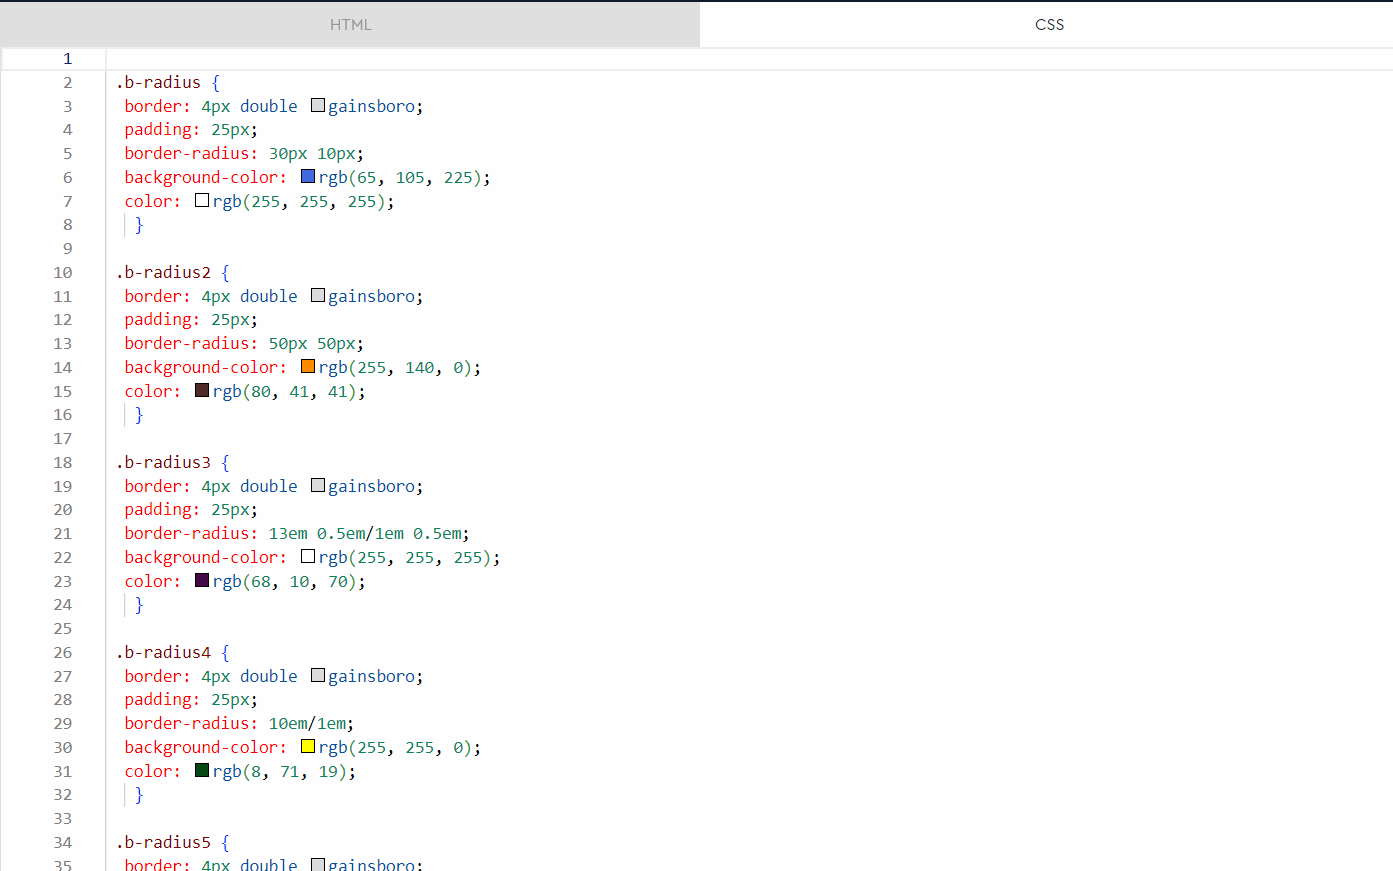 HTML CSS
1
2 .b-radius {
3 border: 4px double gainsboro;
4 padding: 25px;
5 border-radius: 30px 10px;
6 background-color: rgb(65, 105, 225);
7 color: rgb(255, 255, 255);
8 }
9
10 .b-radius2 {
11 border: 4px double gainsboro;
12 padding: 25px;
13 border-radius: 50px 50px;
14 background-color: rgb(255, 140, 0);
15 color: rgb(80, 41, 41);
16 }
17
18 .b-radius3 {
19 border: 4px double gainsboro;
20 padding: 25px;
21 border-radius: 13em 0.5em/1em 0.5em;
22 background-color: rgb(255, 255, 255);
23 color: rgb(68, 10, 70);
24 }
25
26 .b-radius4 {
27 border: 4px double gainsboro;
28 padding: 25px;
29 border-radius: 10em/1em;
30 background-color: rgb(255, 255, 0);
31 color: rgb(8, 71, 19);
32 }
33
34 .b-radius5 {
35 border: 4px double gainsboro;